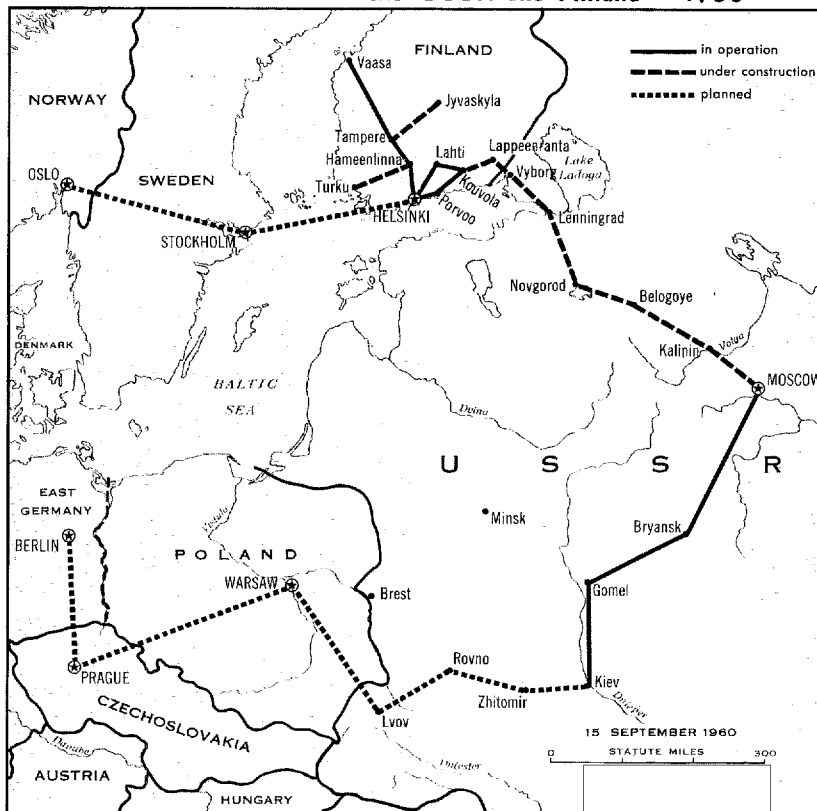 USSR and Finland
FINLAND
in operation
under construction
planned
NORWAY
Vaasa
Jyvaskyla
Tampere
Hameenlinna
Lahti
Lappeenranta
Lake
Ladoga
Vyborg
OSLO
SWEDEN
Turku
Kouvola
HELSINKI
Porvoo
Lenningrad
STOCKHOLM
Novgorod
Belogoye
Kalinin
Volga
MOSCOW
DENMARK
BALTIC
SEA
Dvina
U S S R
EAST
GERMANY
Minsk
Vistula
Bryansk
BERLIN
POLAND
WARSAW
Brest
Gomel
Rovno
PRAGUE
Zhitomir
Kiev
CZECHOSLOVAKIA
Lvov
Dnieper
15 SEPTEMBER 1960
STATUTE MILES
0 300
Danube
Dniester
AUSTRIA
HUNGARY